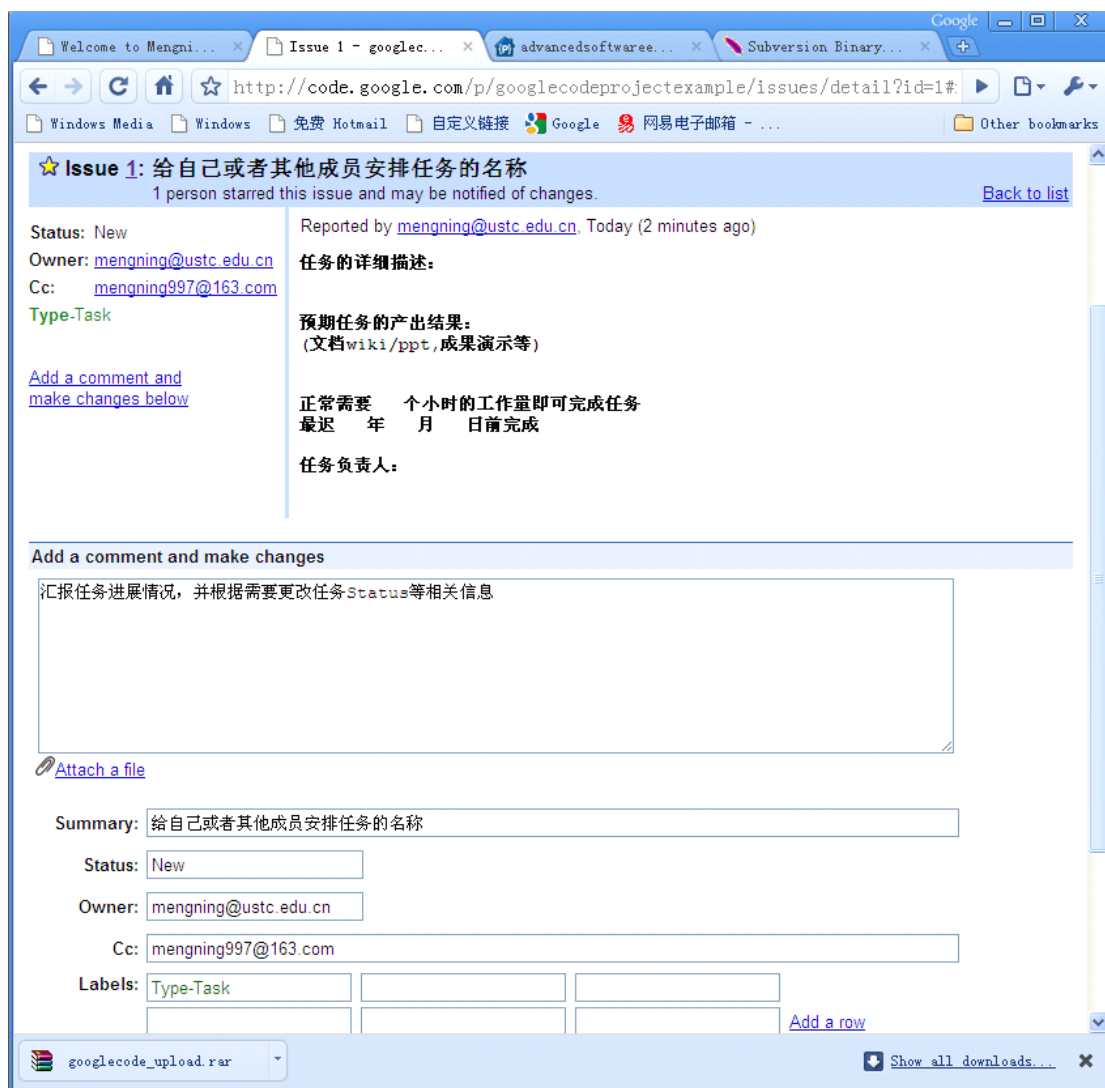 Google
Welcome to Mengni...
Issue 1 - googlec...
advancedsoftwaree...
Subversion Binary...
http://code.google.com/p/googlecodeprojectexample/issues/detail?id=1#
Windows Media
Windows
免费 Hotmail
自定义链接
Google
网易电子邮箱 - ...
Other bookmarks
Issue 1: 给自己或者其他成员安排任务的名称
1 person starred this issue and may be notified of changes.
Back to list
Status: New
Owner: mengning@ustc.edu.cn
Cc: mengning997@163.com
Type-Task
Add a comment and
make changes below
Reported by mengning@ustc.edu.cn, Today (2 minutes ago)
任务的详细描述:
预期任务的产出结果:
(文档wiki/ppt,成果演示等)
正常需要 个小时的工作量即可完成任务
最迟 年 月 日前完成
任务负责人:
Add a comment and make changes
汇报任务进展情况，并根据需要更改任务Status等相关信息
Attach a file
Summary: 给自己或者其他成员安排任务的名称
Status: New
Owner: mengning@ustc.edu.cn
Cc: mengning997@163.com
Labels: Type-Task
Add a row
googlecode_upload.rar
Show all downloads...